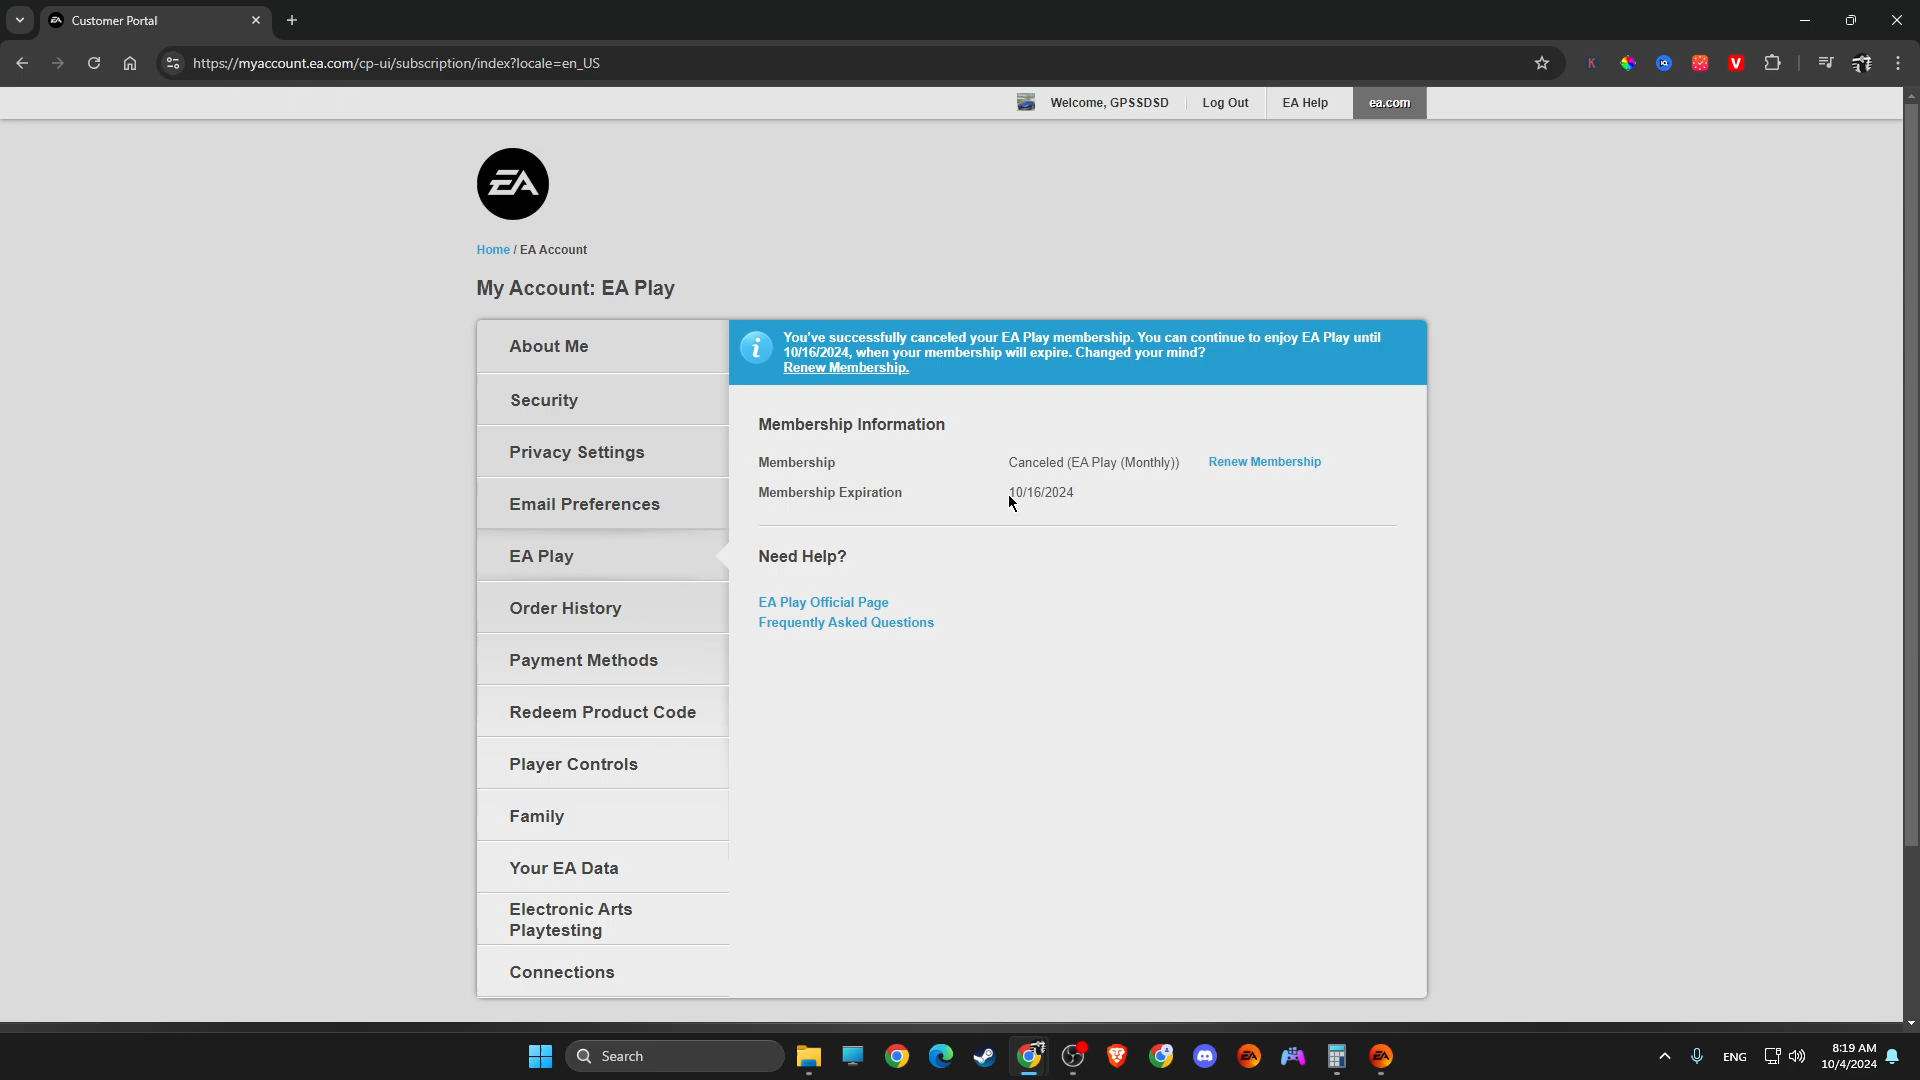 Customer Portal
https://myaccount.ea.com/cp-ui/subscription/index?locale=en_US
Welcome, GPSSDSD
Log Out
EA Help
ea.com
EA
Home / EA Account
My Account: EA Play
About Me
Security
Privacy Settings
Email Preferences
EA Play
Order History
Payment Methods
Redeem Product Code
Player Controls
Family
Your EA Data
Electronic Arts
Playtesting
Connections
You've successfully canceled your EA Play membership. You can continue to enjoy EA Play until
10/16/2024, when your membership will expire. Changed your mind?
Renew Membership.
Membership Information
Membership Canceled (EA Play (Monthly)) Renew Membership
Membership Expiration 10/16/2024
Need Help?
EA Play Official Page
Frequently Asked Questions
Search
ENG
8:19 AM
10/4/2024